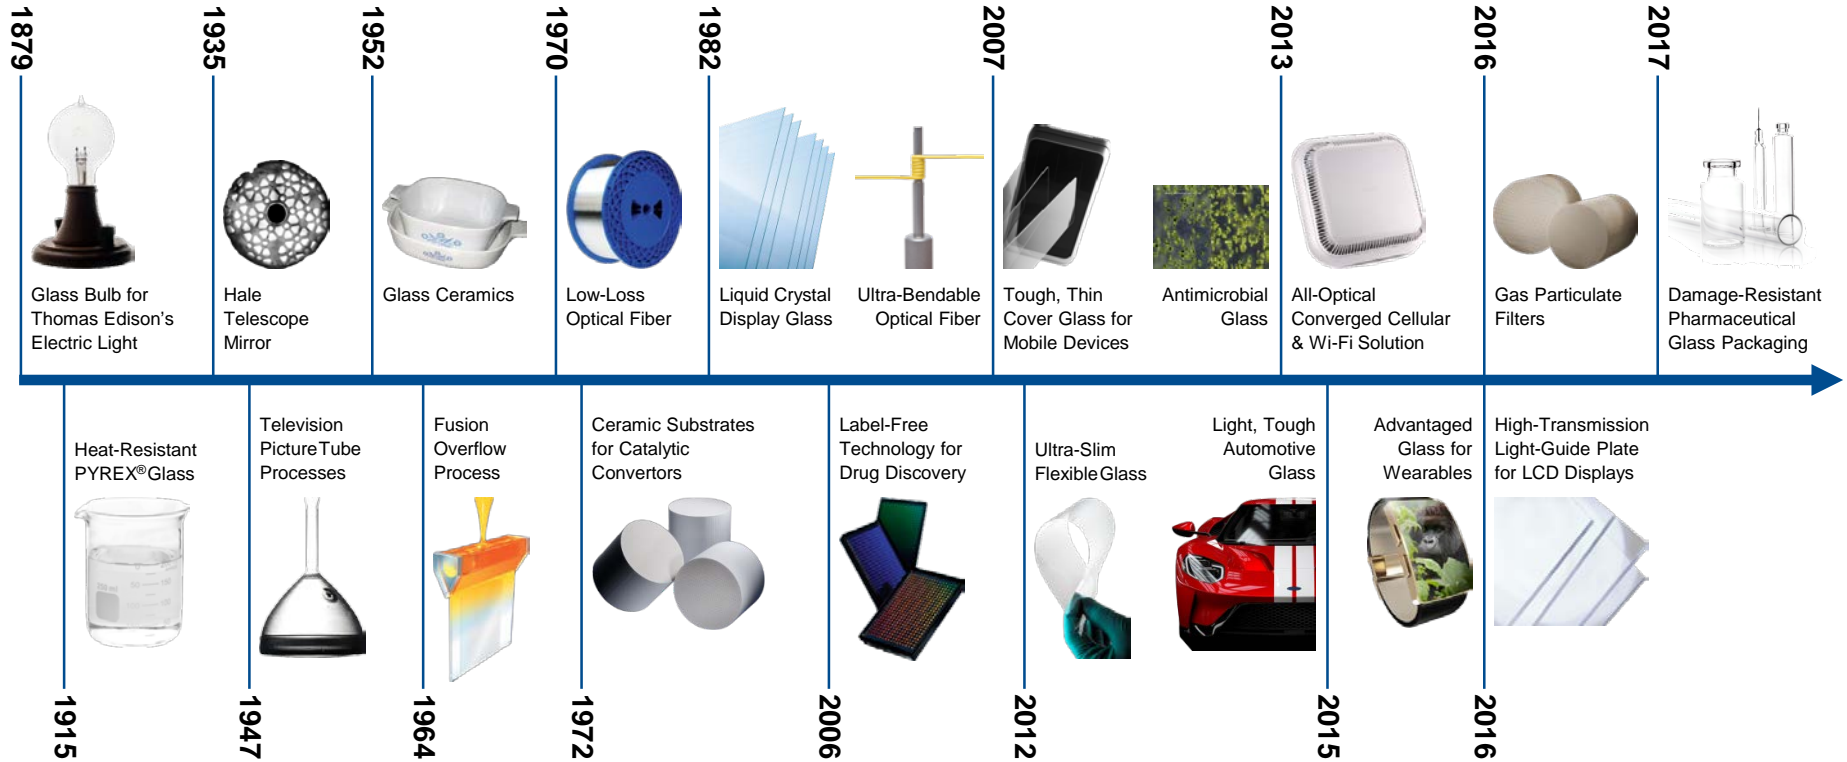 1879
1935
1952
1970
1982
2007
2013
2016
2017
Glass Bulb for
Thomas Edison's
Electric Light
Hale
Telescope
Mirror
Glass Ceramics
Low-Loss
Optical Fiber
Liquid Crystal
Display Glass
Ultra-Bendable
Optical Fiber
Tough, Thin
Cover Glass for
Mobile Devices
Antimicrobial
Glass
All-Optical
Converged Cellular
& Wi-Fi Solution
Gas Particulate
Filters
Damage-Resistant
Pharmaceutical
Glass Packaging
Heat-Resistant
PYREX® Glass
Television
Picture Tube
Processes
Fusion
Overflow
Process
Ceramic Substrates
for Catalytic
Convertors
Label-Free
Technology for
Drug Discovery
Ultra-Slim
Flexible Glass
Light, Tough
Automotive
Glass
Advantaged
Glass for
Wearables
High-Transmission
Light-Guide Plate
for LCD Displays
1915
1947
1964
1972
2006
2012
2015
2016